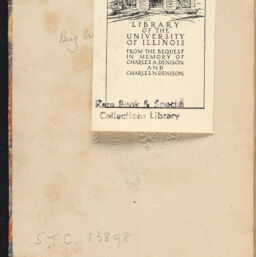 By W
LIBRARY
OF THE
UNIVERSITY
OF ILLINOIS
FROM THE BEQUEST
IN MEMORY OF
CHARLES A. DENISON
AND
CHARLES N. DENISON
Rare Book & Special
Collections Library
S.T.C. 13898